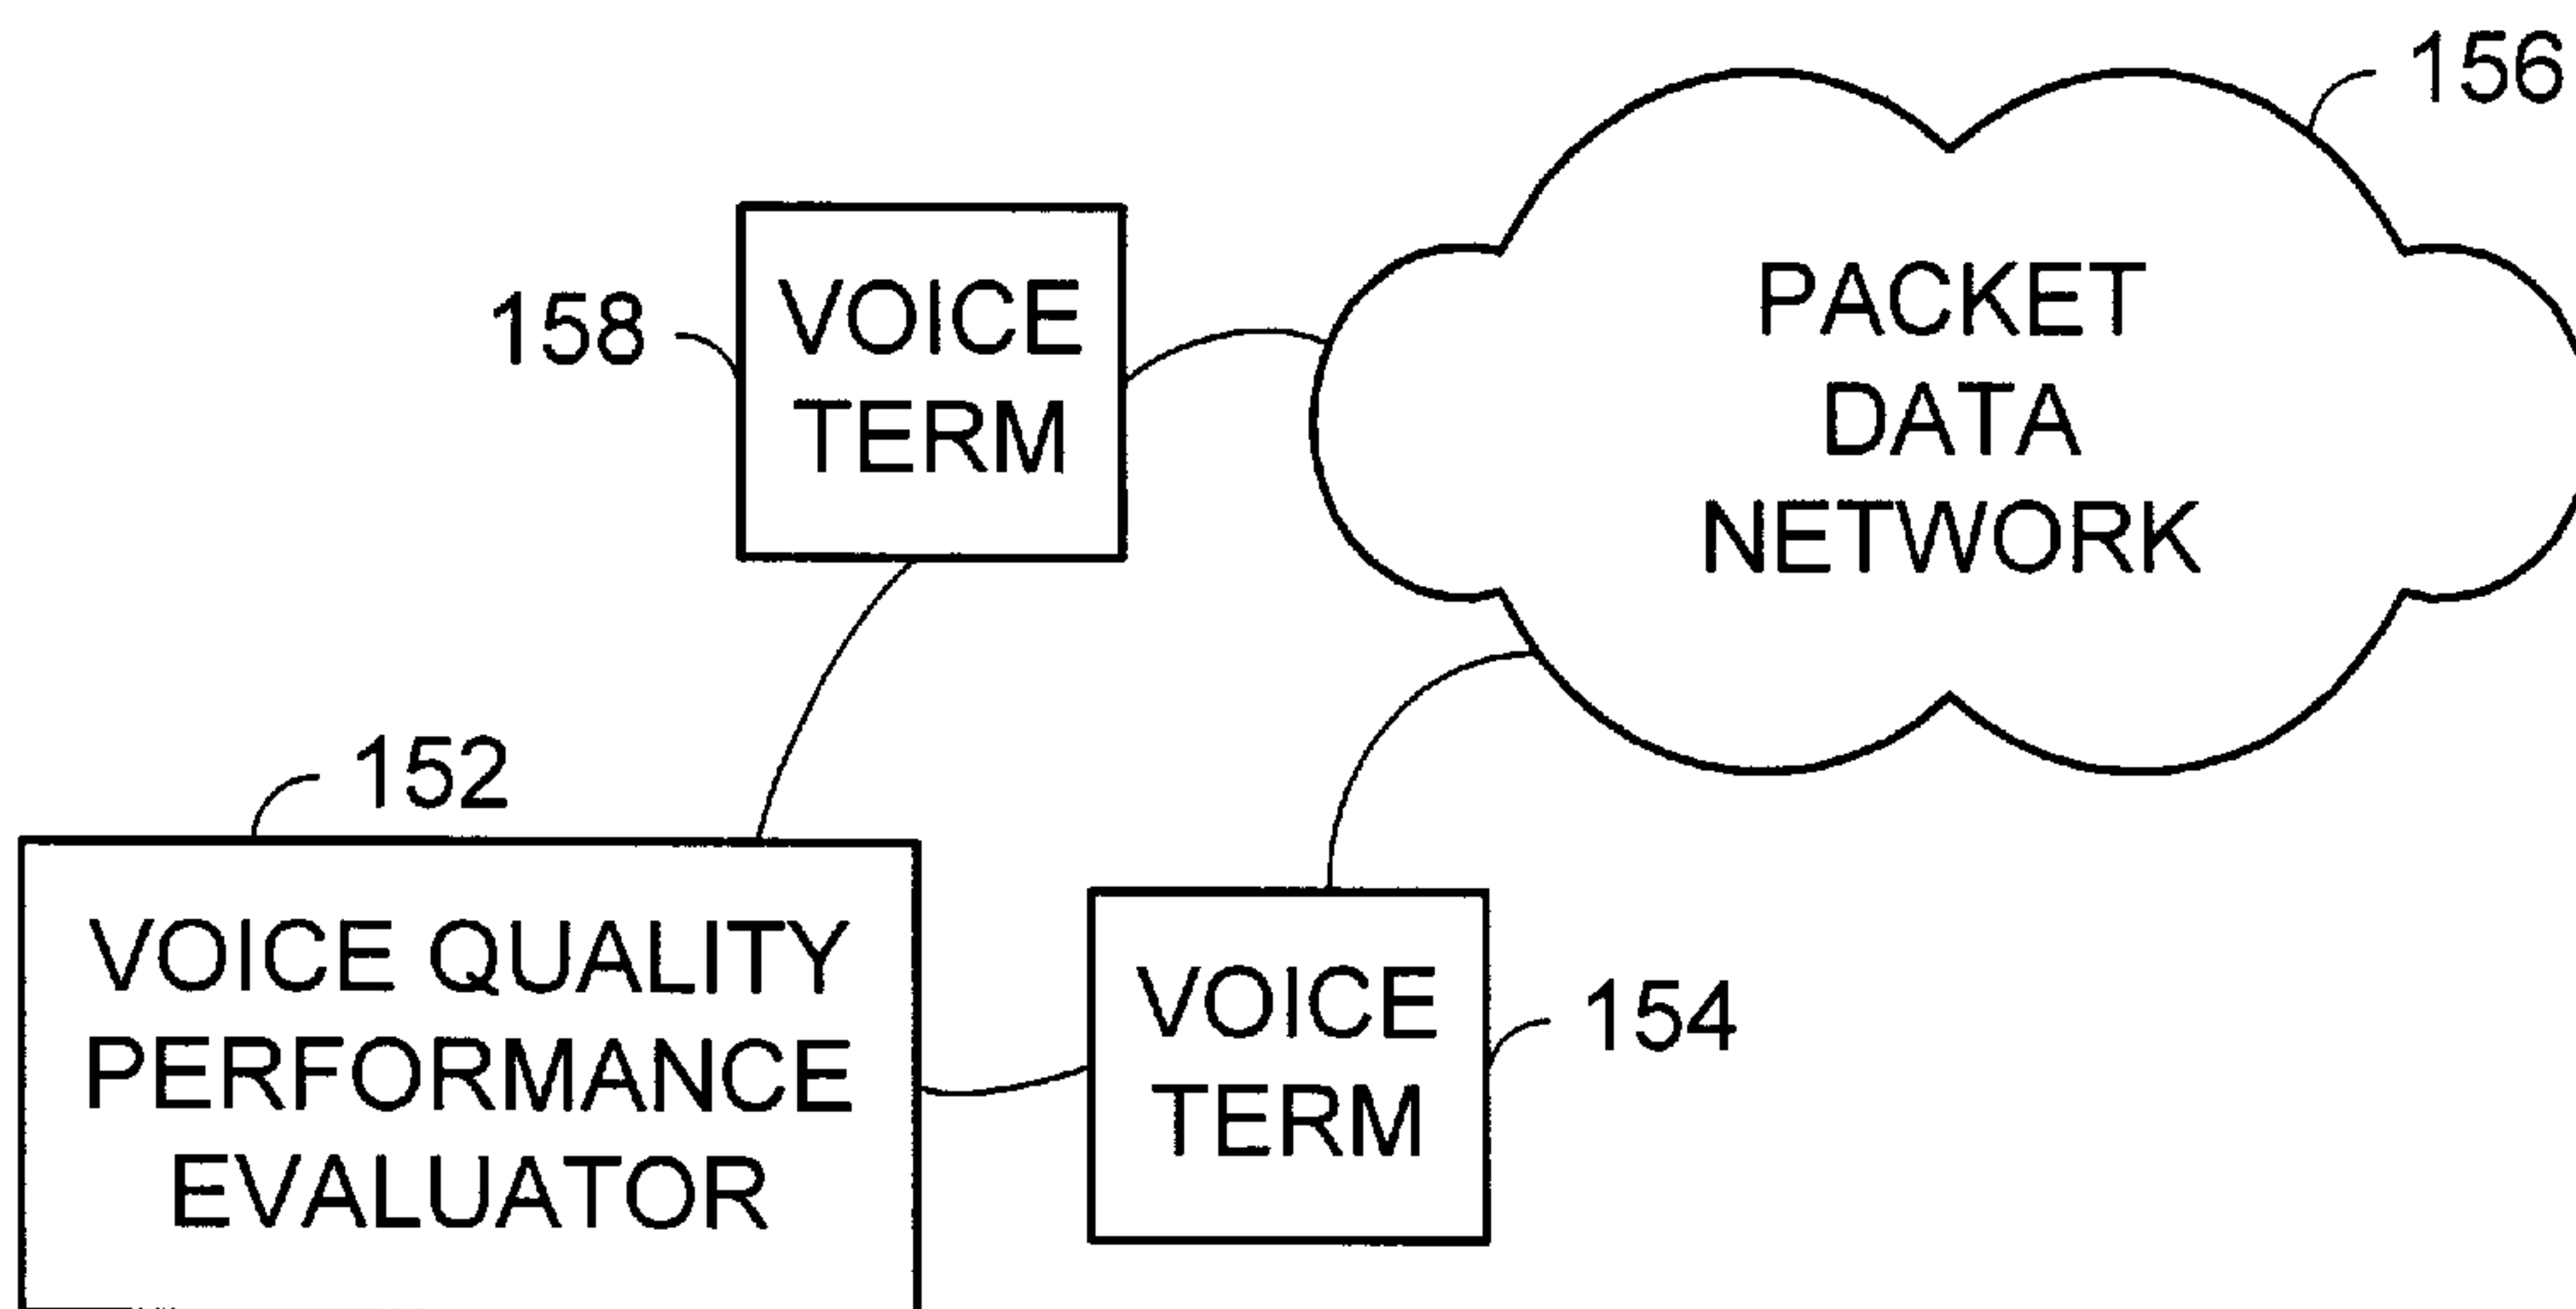 156
PACKET
DATA
NETWORK
158
VOICE
TERM
152
VOICE QUALITY
PERFORMANCE
EVALUATOR
VOICE
TERM
154